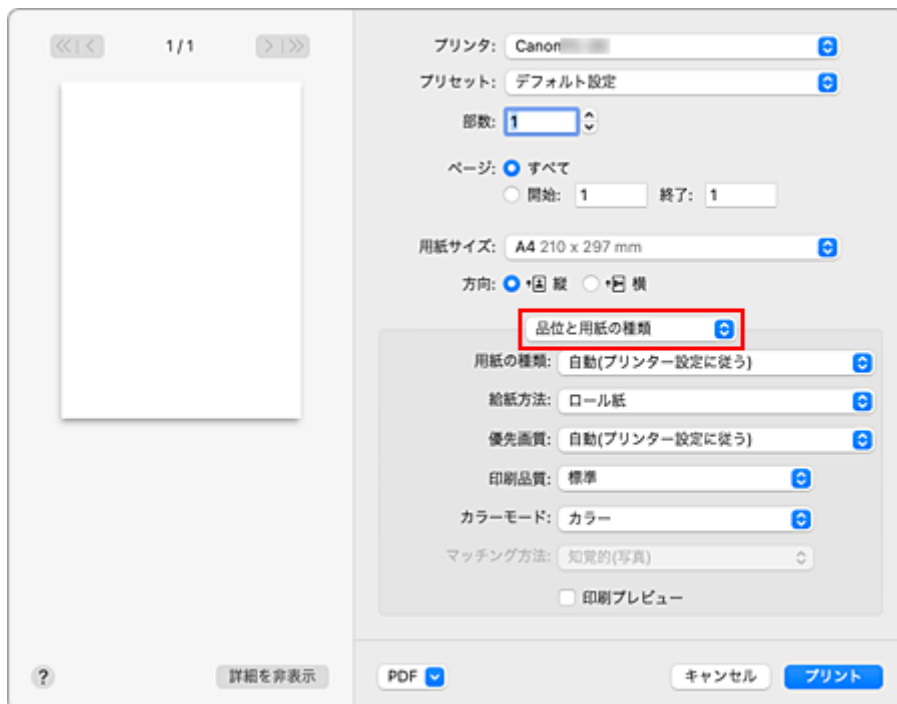 1 / 1
プリンタ: Canon
プリセット: デフォルト設定
部数: 1
ページ: すべて
開始: 1 終了: 1
用紙サイズ: A4 210 x 297 mm
方向: 縦 横
品位と用紙の種類
用紙の種類: 自動(プリンター設定に従う)
給紙方法: ロール紙
優先画質: 自動(プリンター設定に従う)
印刷品質: 標準
カラーモード: カラー
マッチング方法: 知覚的(写真)
印刷プレビュー
? 詳細を非表示 PDF キャンセル プリント